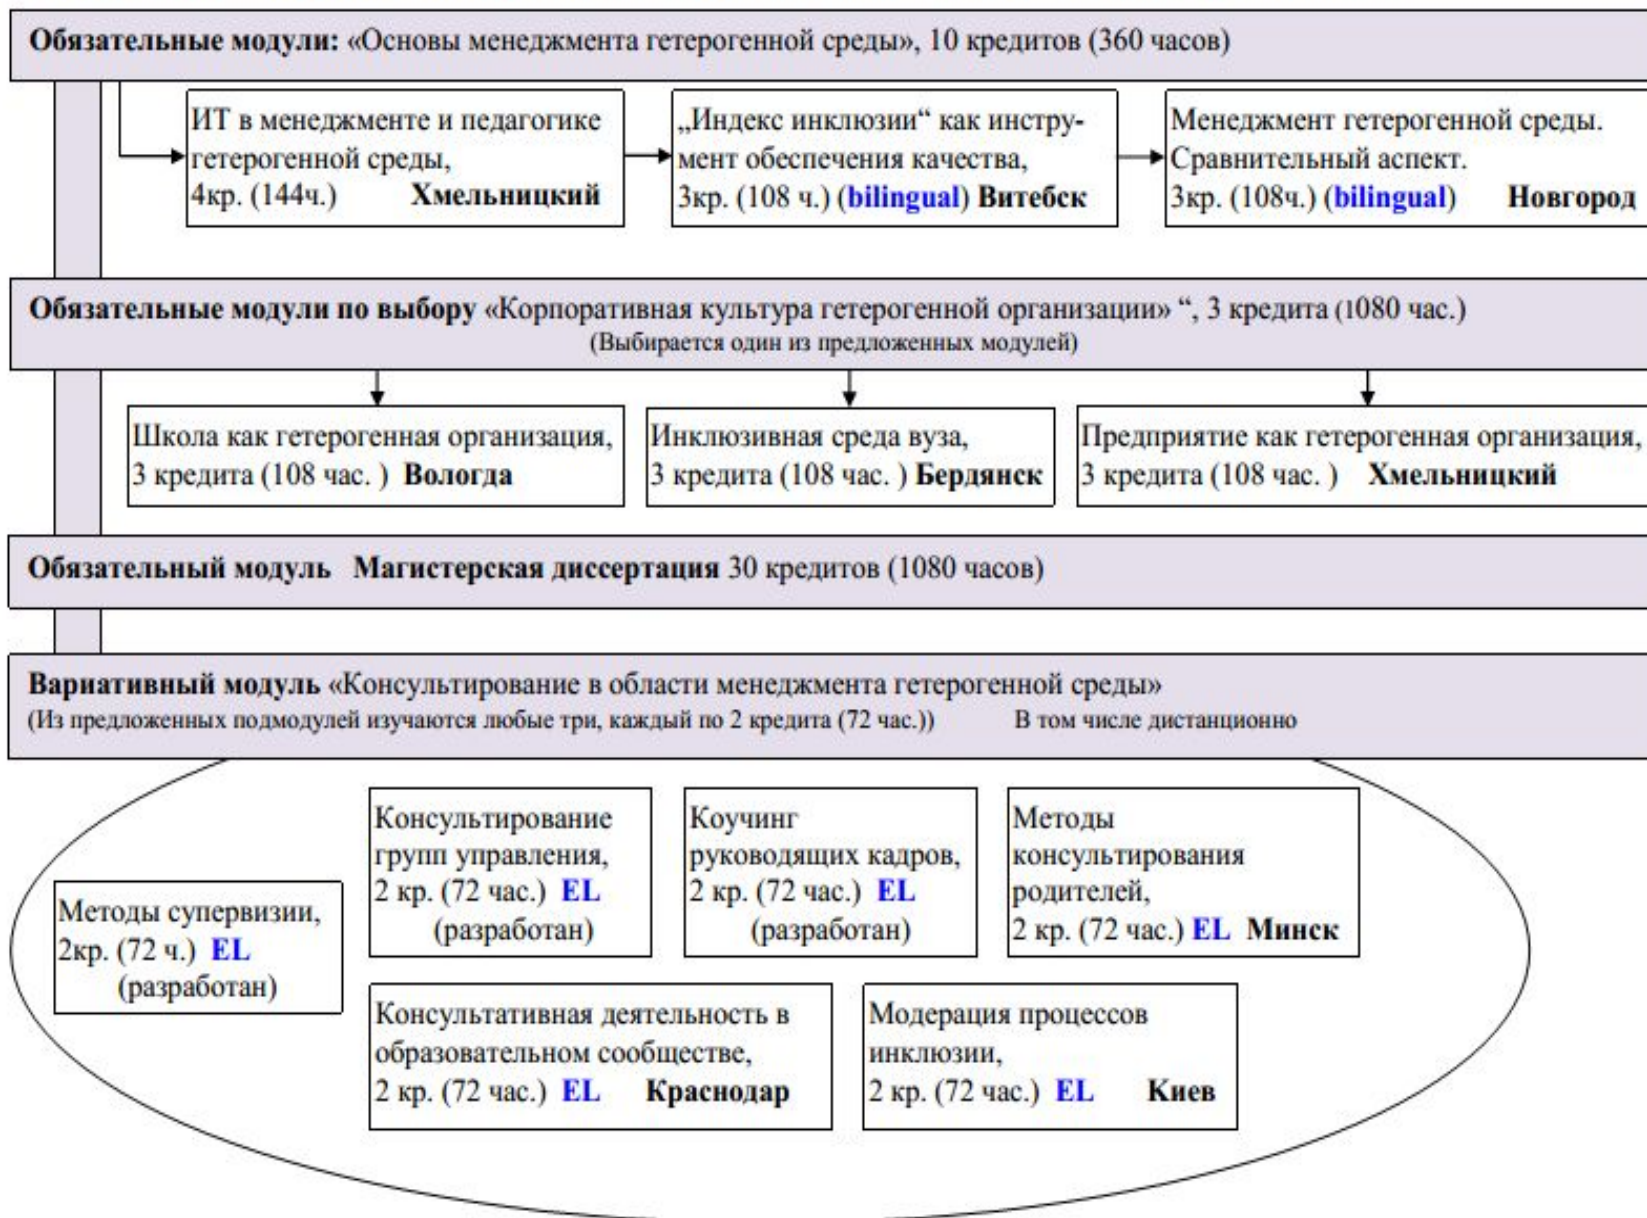 Обязательные модули: «Основы менеджмента гетерогенной среды», 10 кредитов (360 часов)
ИТ в менеджменте и педагогике
гетерогенной среды,
4кр. (144ч.) Хмельницкий
„Индекс инклюзии“ как инстру-
мент обеспечения качества,
3кр. (108 ч.) (bilingual) Витебск
Менеджмент гетерогенной среды.
Сравнительный аспект.
3кр. (108ч.) (bilingual) Новгород
Обязательные модули по выбору «Корпоративная культура гетерогенной организации» “, 3 кредита (1080 час.)
(Выбирается один из предложенных модулей)
Школа как гетерогенная организация,
3 кредита (108 час. ) Вологда
Инклюзивная среда вуза,
3 кредита (108 час. ) Бердянск
Предприятие как гетерогенная организация,
3 кредита (108 час. ) Хмельницкий
Обязательный модуль Магистерская диссертация 30 кредитов (1080 часов)
Вариативный модуль «Консультирование в области менеджмента гетерогенной среды»
(Из предложенных подмодулей изучаются любые три, каждый по 2 кредита (72 час.)) В том числе дистанционно
Методы супервизии,
2кр. (72 ч.) EL
(разработан)
Консультирование
групп управления,
2 кр. (72 час.) EL
(разработан)
Коучинг
руководящих кадров,
2 кр. (72 час.) EL
(разработан)
Методы
консультирования
родителей,
2 кр. (72 час.) EL Минск
Консультативная деятельность в
образовательном сообществе,
2 кр. (72 час.) EL Краснодар
Модерация процессов
инклюзии,
2 кр. (72 час.) EL Киев